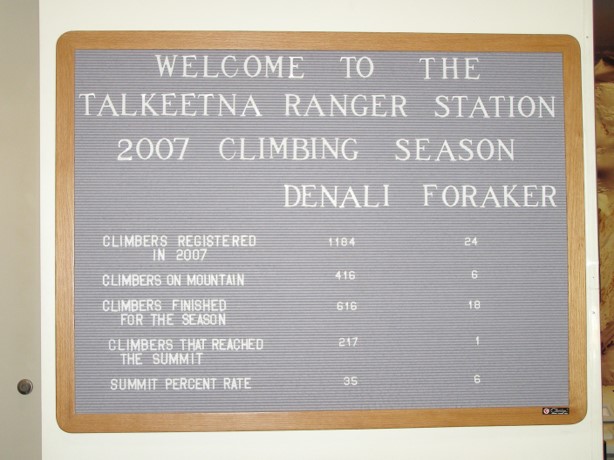 WELCOME TO THE
TALKEETNA RANGER STATION
2007 CLIMBING SEASON
DENALI FORAKER
CLIMBERS REGISTERED 1184 24
IN 2007
CLIMBERS ON MOUNTAIN 416 6
CLIMBERS FINISHED 616 18
FOR THE SEASON
CLIMBERS THAT REACHED 217 1
THE SUMMIT
SUMMIT PERCENT RATE 35 6